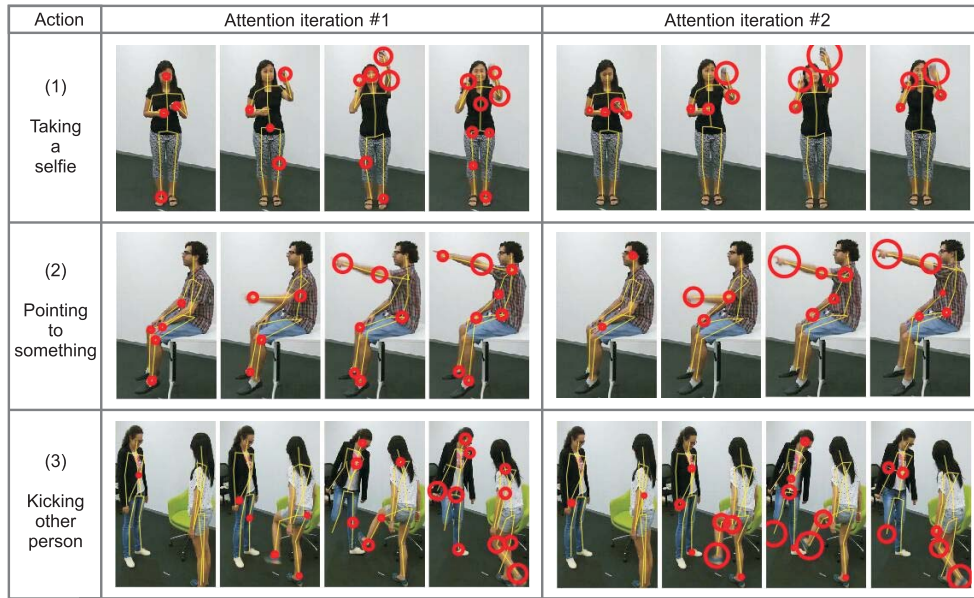 Action
Attention iteration #1
Attention iteration #2
(1)
Taking
a
selfie
(2)
Pointing
to
something
(3)
Kicking
other
person